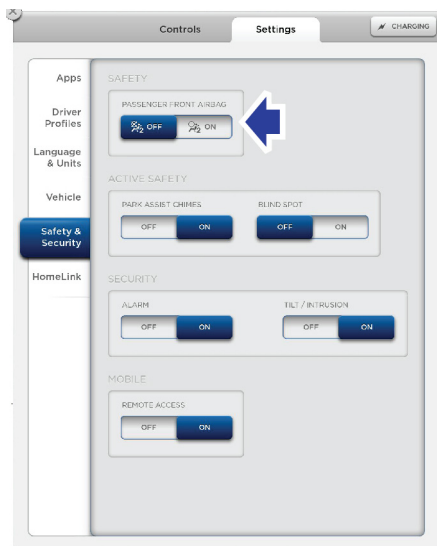 Controls
Settings
CHARGING
Apps
Driver
Profiles
Language
& Units
Vehicle
Safety &
Security
HomeLink
SAFETY
PASSENGER FRONT AIRBAG
OFF
ON
ACTIVE SAFETY
PARK ASSIST CHIMES
OFF
ON
BLIND SPOT
OFF
ON
SECURITY
ALARM
OFF
ON
TILT / INTRUSION
OFF
ON
MOBILE
REMOTE ACCESS
OFF
ON